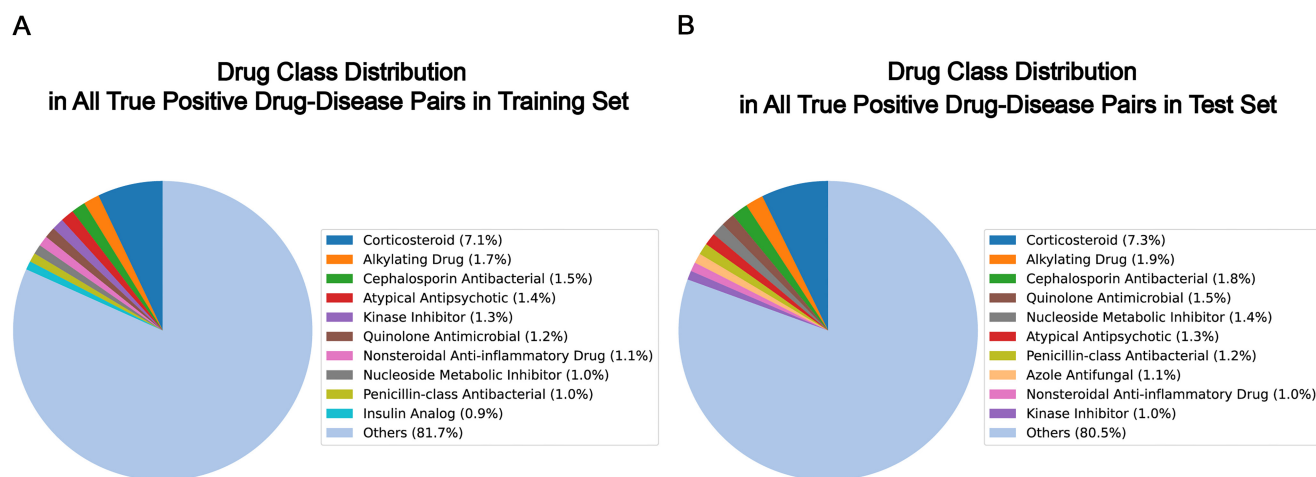 A
Drug Class Distribution
in All True Positive Drug-Disease Pairs in Training Set
Corticosteroid (7.1%)
Alkylating Drug (1.7%)
Cephalosporin Antibacterial (1.5%)
Atypical Antipsychotic (1.4%)
Kinase Inhibitor (1.3%)
Quinolone Antimicrobial (1.2%)
Nonsteroidal Anti-inflammatory Drug (1.1%)
Nucleoside Metabolic Inhibitor (1.0%)
Penicillin-class Antibacterial (1.0%)
Insulin Analog (0.9%)
Others (81.7%)
B
Drug Class Distribution
in All True Positive Drug-Disease Pairs in Test Set
Corticosteroid (7.3%)
Alkylating Drug (1.9%)
Cephalosporin Antibacterial (1.8%)
Quinolone Antimicrobial (1.5%)
Nucleoside Metabolic Inhibitor (1.4%)
Atypical Antipsychotic (1.3%)
Penicillin-class Antibacterial (1.2%)
Azole Antifungal (1.1%)
Nonsteroidal Anti-inflammatory Drug (1.0%)
Kinase Inhibitor (1.0%)
Others (80.5%)